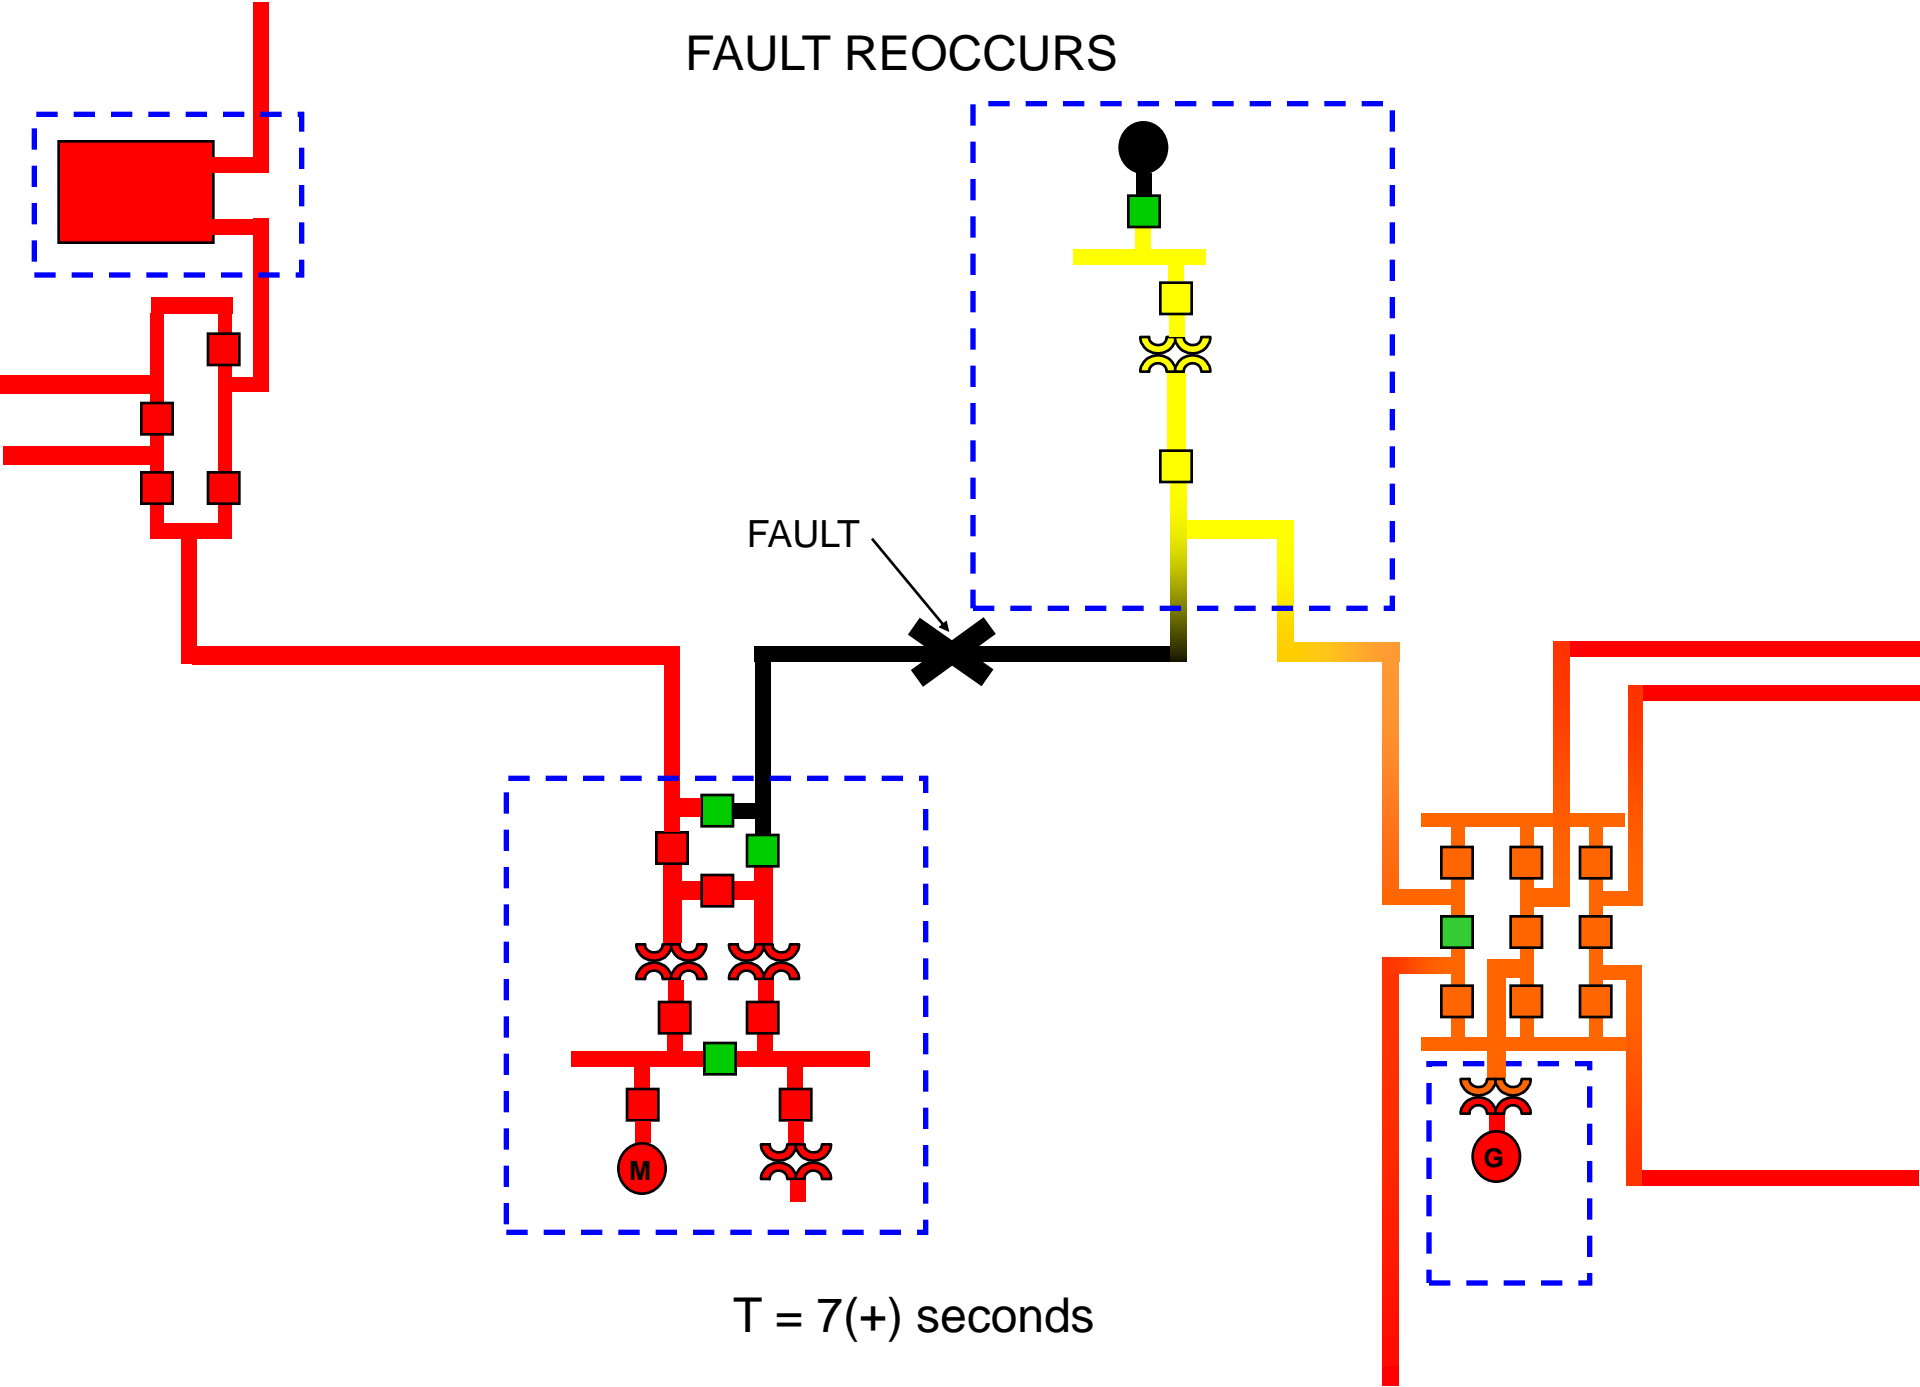 FAULT REOCCURS
FAULT
M
G
T = 7(+) seconds